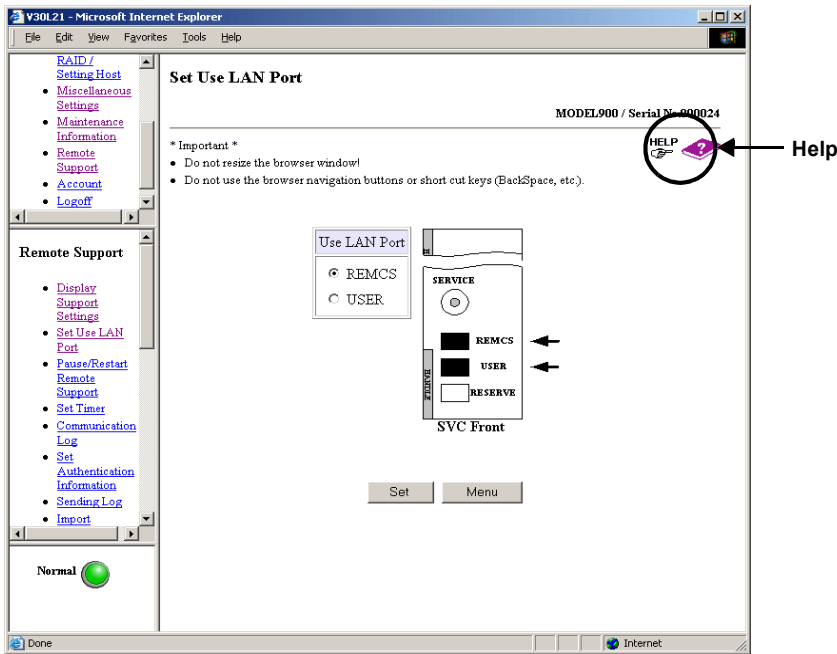 V30L21 - Microsoft Internet Explorer
File Edit View Favorites Tools Help
RAID /
Setting Host
Miscellaneous
Settings
Maintenance
Information
Remote
Support
Account
Logoff
Remote Support
Display
Support
Settings
Set Use LAN
Port
Pause/Restart
Remote
Support
Set Timer
Communication
Log
Set
Authentication
Information
Sending Log
Import
Normal
Set Use LAN Port
MODEL900 / Serial No.000024
HELP
?
Help
* Important *
Do not resize the browser window!
Do not use the browser navigation buttons or short cut keys (BackSpace, etc.).
Use LAN Port
REMCS
USER
SERVICE
REMCS
USER
RESERVE
HANDLE
SVC Front
Set Menu
Done
Internet